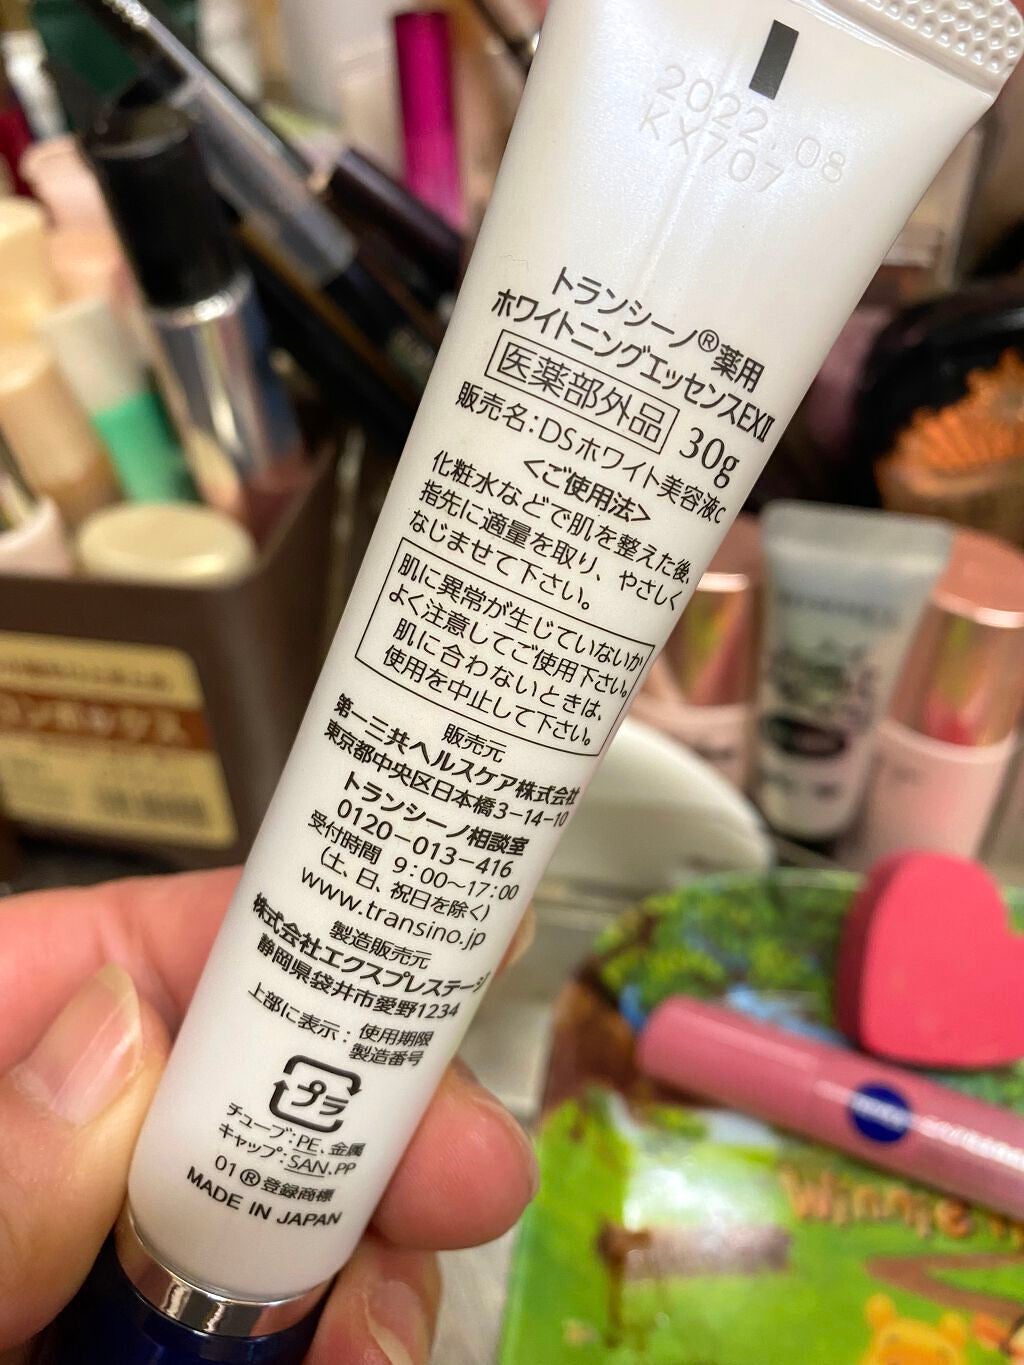 2022.08
KX707
トランシーノ®薬用
ホワイトニングエッセンスEXⅡ
医薬部外品 30g
販売名:DSホワイト美容液C
<ご使用法>
化粧水などで肌を整えた後、
指先に適量を取り、やさしく
なじませて下さい。
肌に異常が生じていないか
よく注意してご使用下さい。
肌に合わないときは、
使用を中止して下さい。
販売元
第一三共ヘルスケア株式会社
東京都中央区日本橋3-14-10
トランシーノ相談室
0120-013-416
受付時間 9:00~17:00
(土、日、祝日を除く)
www.transino.jp
製造販売元
株式会社エクスプレステージ
静岡県袋井市愛野1234
上部に表示:使用期限
製造番号
プラ
チューブ:PE、金属
キャップ:SAN、PP
01®登録商標
MADE IN JAPAN
コンボックス
NIVEA
Winnie